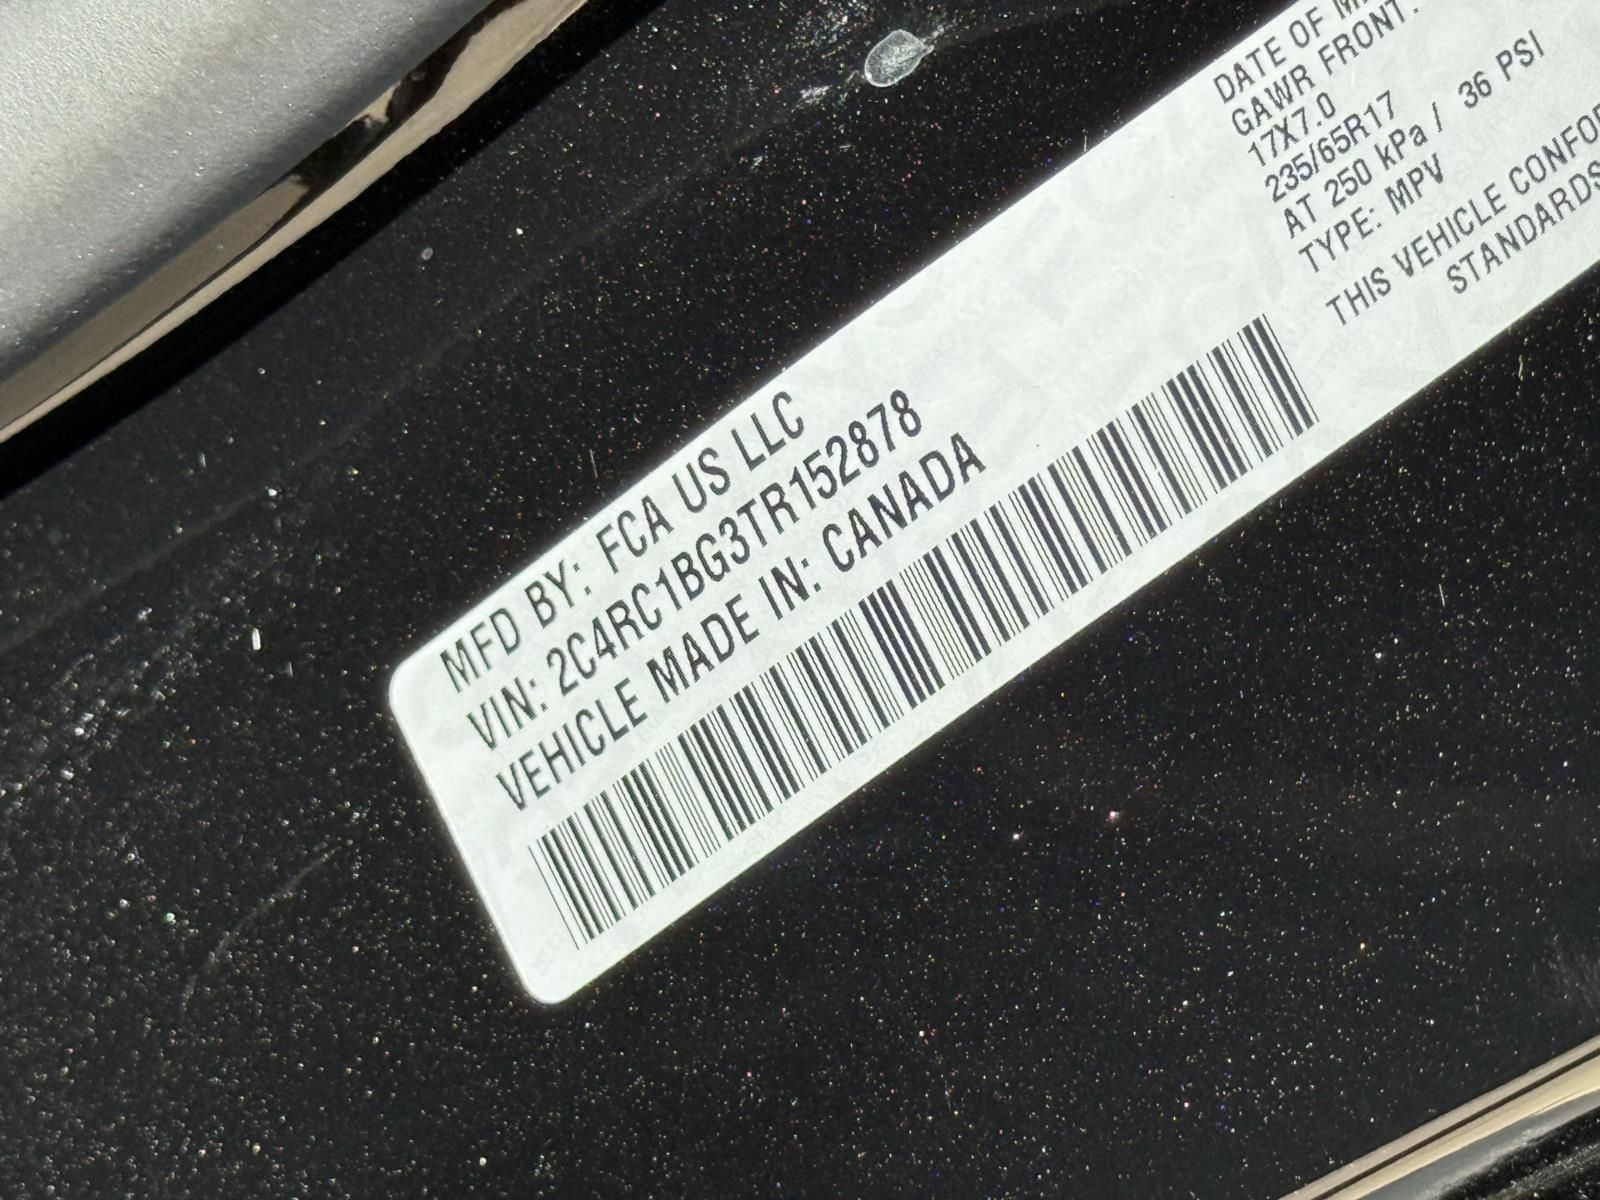 MFD BY: FCA US LLC
VIN: 2C4RC1BG3TR152878
VEHICLE MADE IN: CANADA
DATE OF
GAWR FRONT:
17X7.0
235/65R17
AT 250 kPa / 36 PSI
TYPE: MPV
THIS VEHICLE
STANDARDS